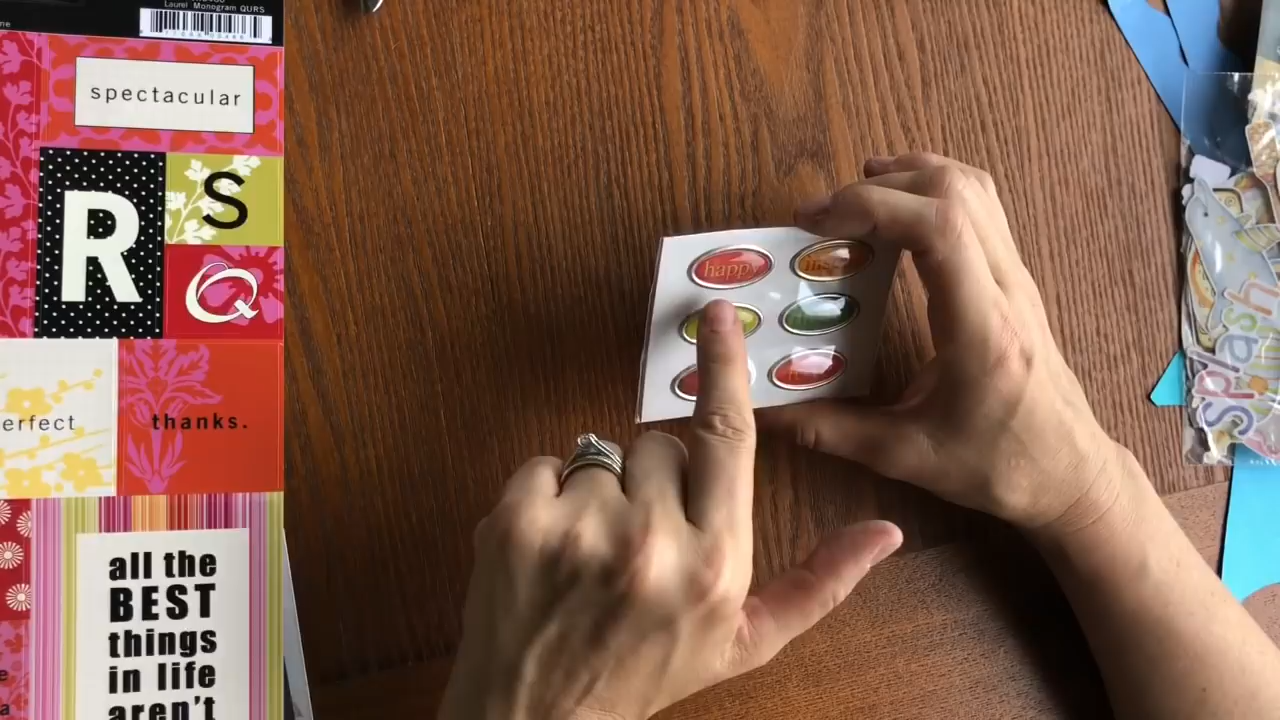 Laurel Monogram QURS
spectacular
R
S
Q
erfect
thanks.
all the
BEST
things
in life
aren't
happy
splash